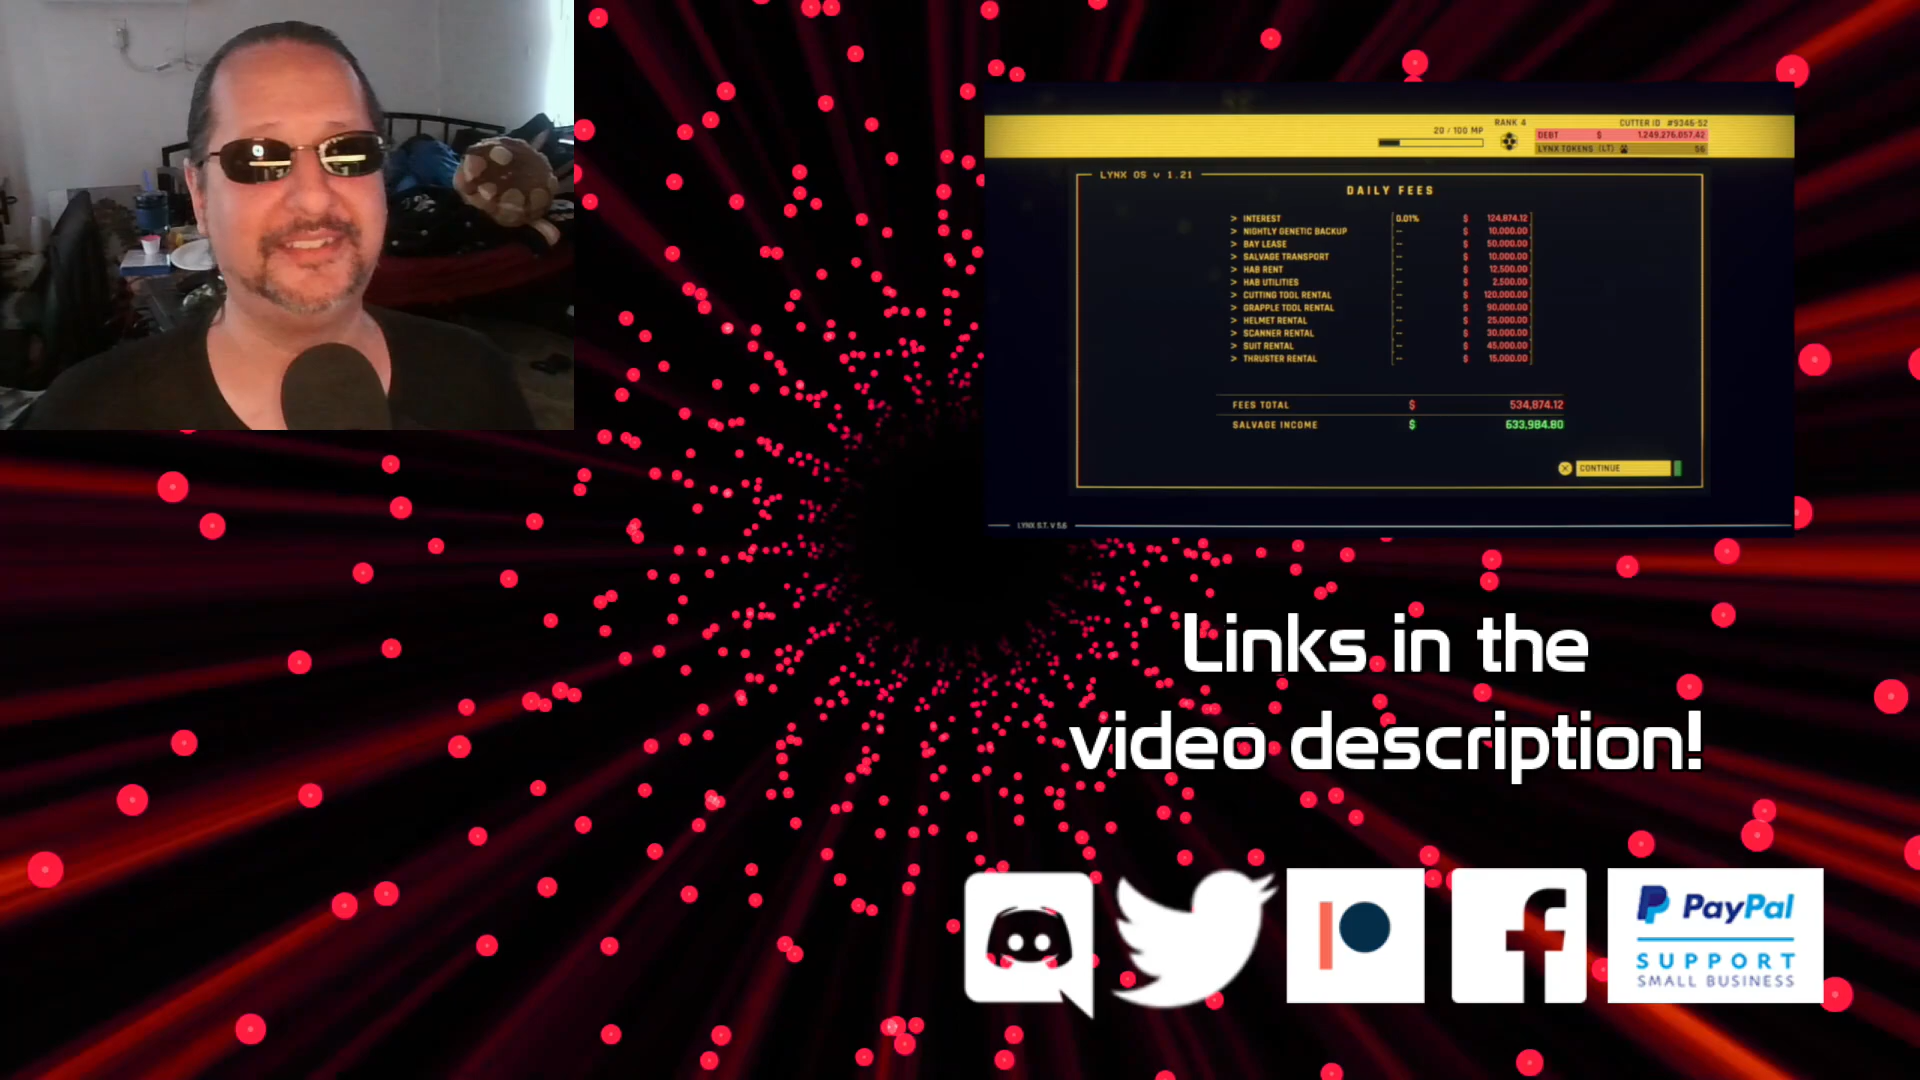 RANK 4
CUTTER ID #9346-52
20 / 100 MP
DEBT $ 1,249,276,057.42
LYNX TOKENS (LT) 56
LYNX OS v 1.21
DAILY FEES
> INTEREST 0.01% $ 124,874.12
> NIGHTLY GENETIC BACKUP -- $ 10,000.00
> BAY LEASE -- $ 50,000.00
> SALVAGE TRANSPORT -- $ 10,000.00
> HAB RENT -- $ 12,500.00
> HAB UTILITIES -- $ 2,500.00
> CUTTING TOOL RENTAL -- $ 120,000.00
> GRAPPLE TOOL RENTAL -- $ 90,000.00
> HELMET RENTAL -- $ 25,000.00
> SCANNER RENTAL -- $ 30,000.00
> SUIT RENTAL -- $ 45,000.00
> THRUSTER RENTAL -- $ 15,000.00
FEES TOTAL $ 534,874.12
SALVAGE INCOME $ 633,984.80
CONTINUE
LYNX S.T. V 5.6
Links in the
video description!
PayPal
SUPPORT
SMALL BUSINESS